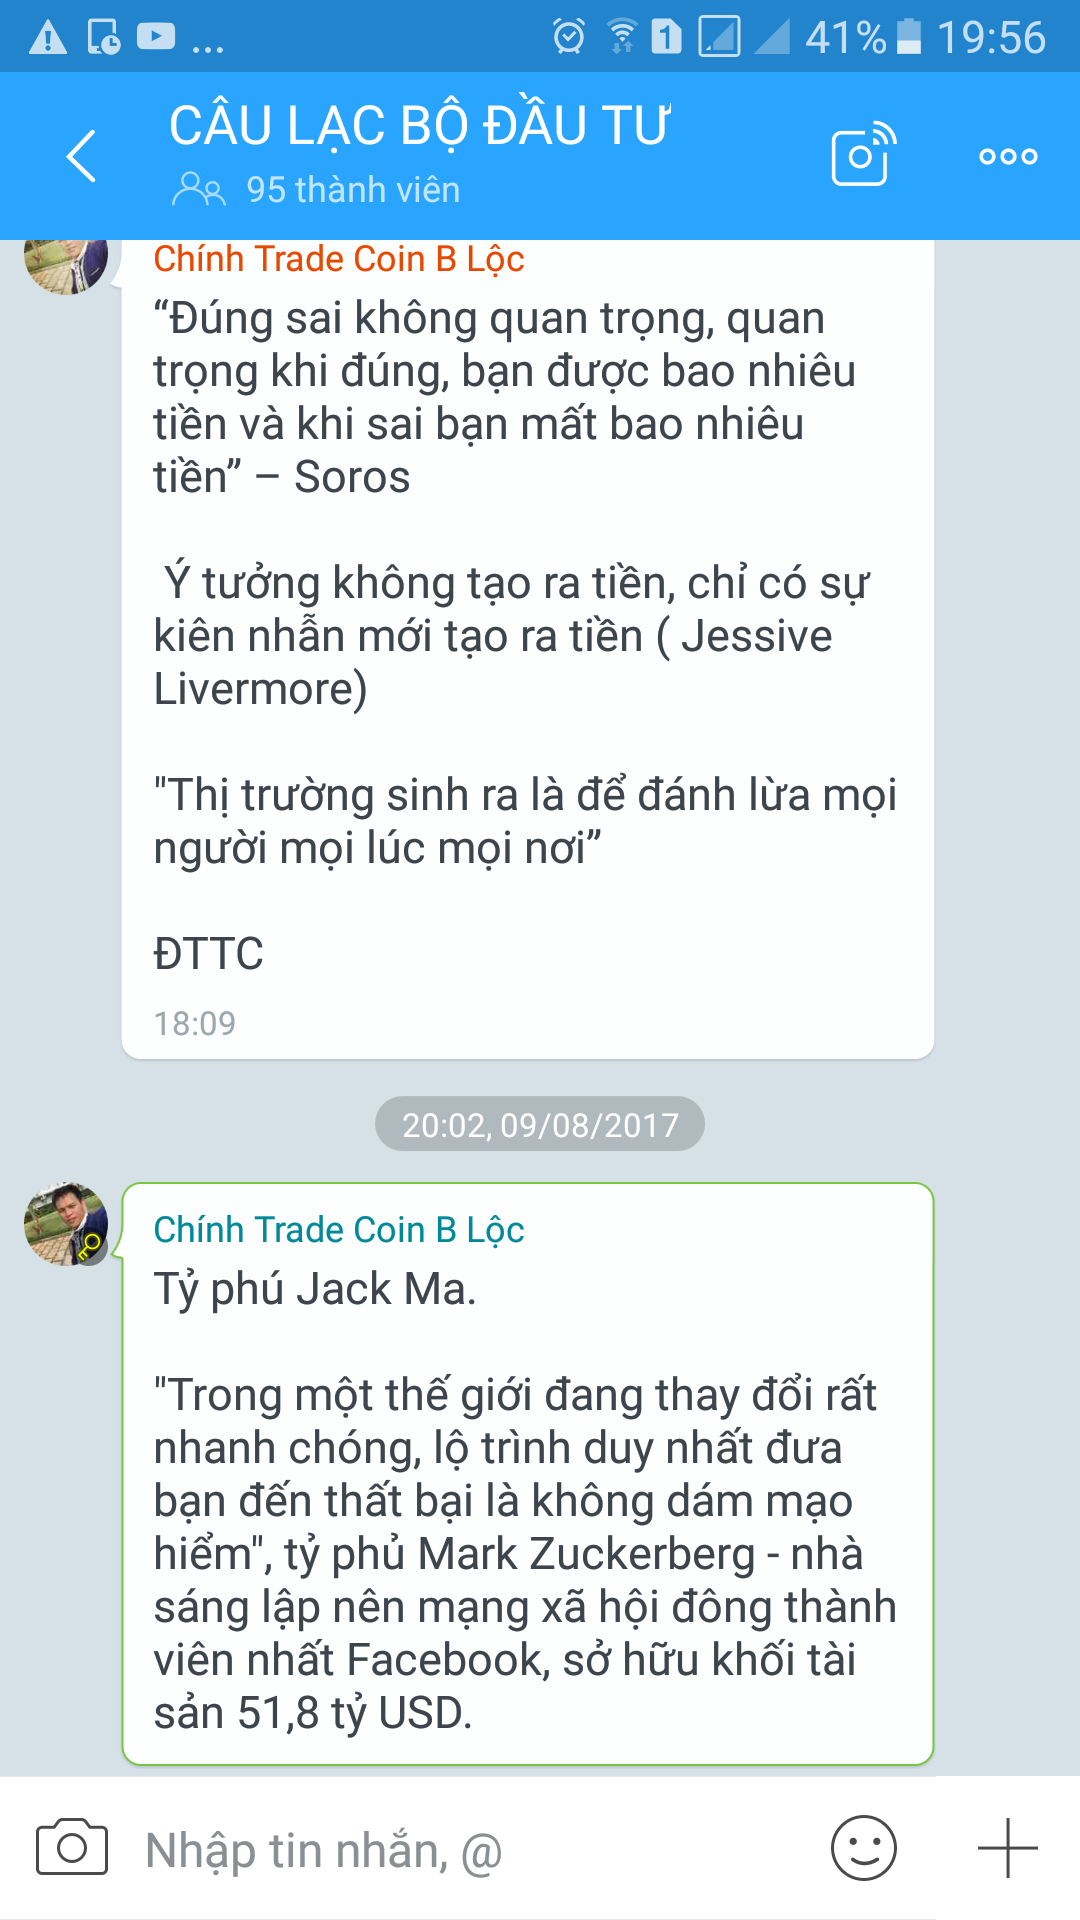 ... 1 41% 19:56
CÂU LẠC BỘ ĐẦU TƯ
95 thành viên
Chính Trade Coin B Lộc
“Đúng sai không quan trọng, quan
trọng khi đúng, bạn được bao nhiêu
tiền và khi sai bạn mất bao nhiêu
tiền” – Soros
Ý tưởng không tạo ra tiền, chỉ có sự
kiên nhẫn mới tạo ra tiền ( Jessive
Livermore)
"Thị trường sinh ra là để đánh lừa mọi
người mọi lúc mọi nơi”
ĐTTC
18:09
20:02, 09/08/2017
Chính Trade Coin B Lộc
Tỷ phú Jack Ma.
"Trong một thế giới đang thay đổi rất
nhanh chóng, lộ trình duy nhất đưa
bạn đến thất bại là không dám mạo
hiểm", tỷ phủ Mark Zuckerberg - nhà
sáng lập nên mạng xã hội đông thành
viên nhất Facebook, sở hữu khối tài
sản 51,8 tỷ USD.
Nhập tin nhắn, @